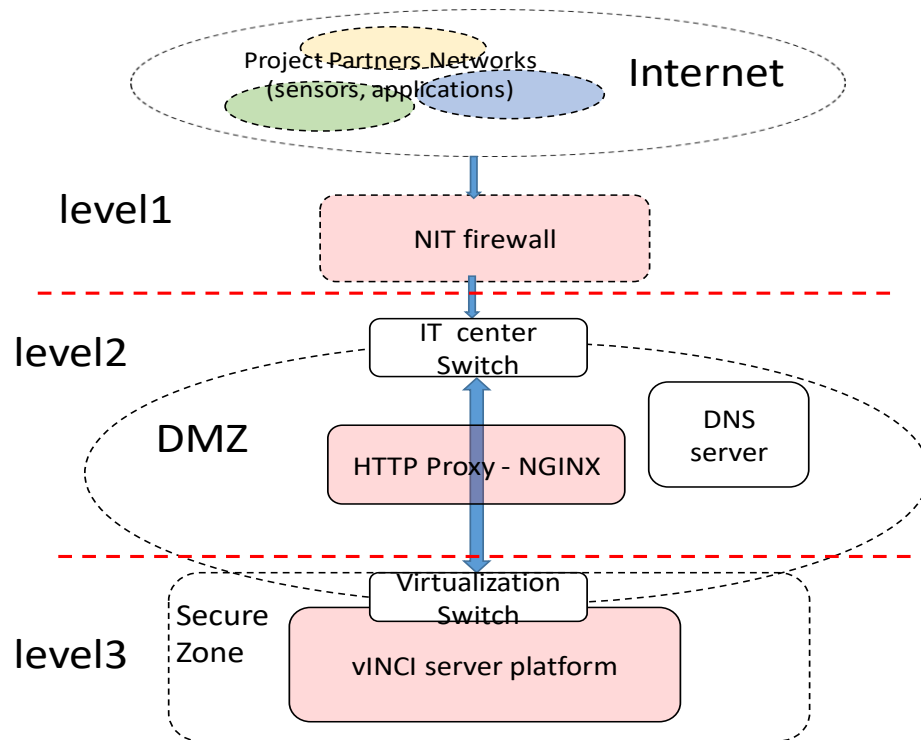 Project Partners Networks
(sensors, applications)
Internet
level1
NIT firewall
level2
IT center
Switch
DMZ
DNS
server
HTTP Proxy - NGINX
Virtualization
Switch
Secure
Zone
level3
vINCI server platform